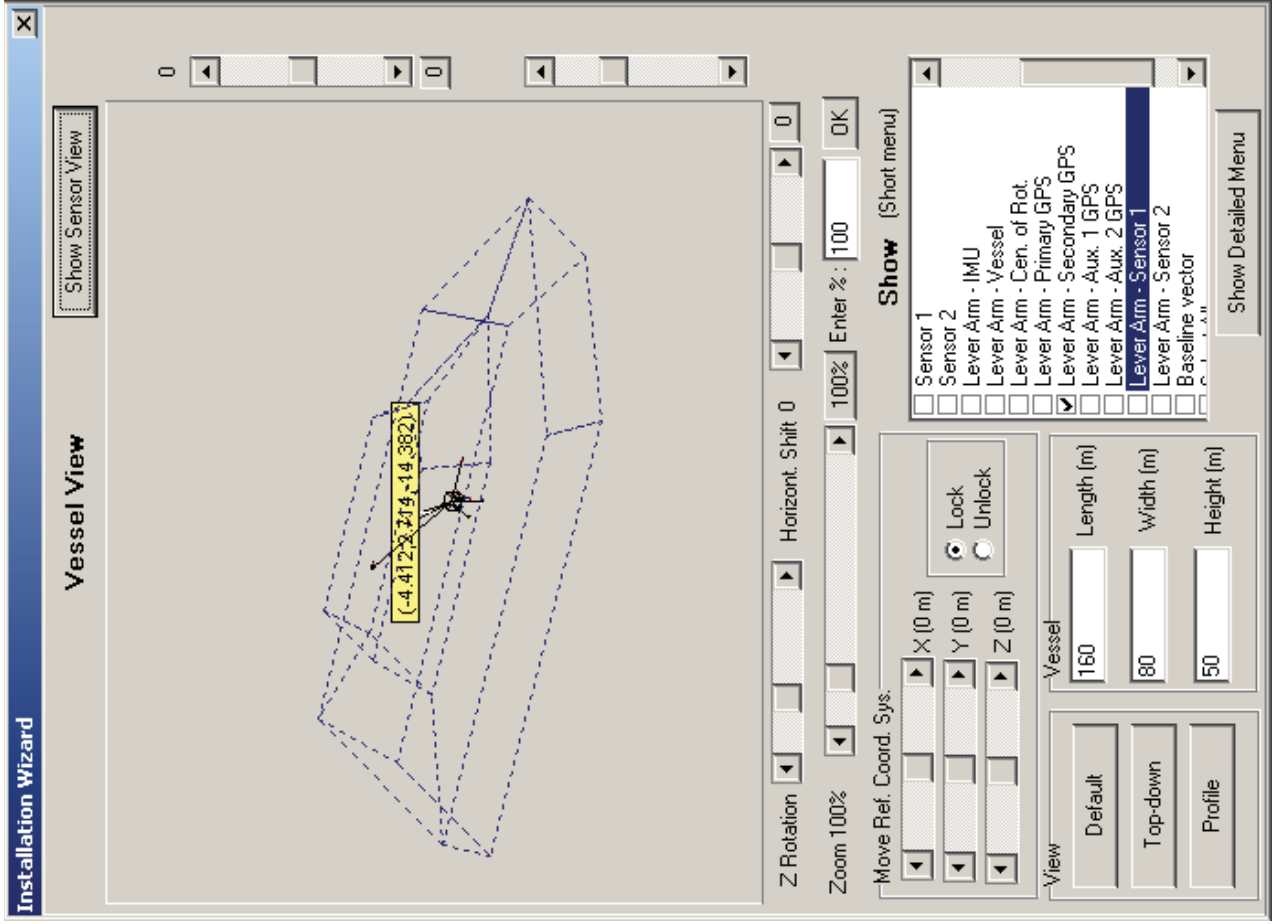 Installation Wizard
Vessel View
Show Sensor View
0
0
(-4.412,2.714,-14.382)
Z Rotation
Horizont. Shift 0
0
Zoom 100%
100%
Enter % :
100
OK
Move Ref. Coord. Sys.
X (0 m)
Y (0 m)
Z (0 m)
Lock
Unlock
Show (Short menu)
Sensor 1
Sensor 2
Lever Arm - IMU
Lever Arm - Vessel
Lever Arm - Cen. of Rot.
Lever Arm - Primary GPS
Lever Arm - Secondary GPS
Lever Arm - Aux. 1 GPS
Lever Arm - Aux. 2 GPS
Lever Arm - Sensor 1
Lever Arm - Sensor 2
Baseline vector
View
Default
Top-down
Profile
Vessel
160 Length (m)
80 Width (m)
50 Height (m)
Show Detailed Menu